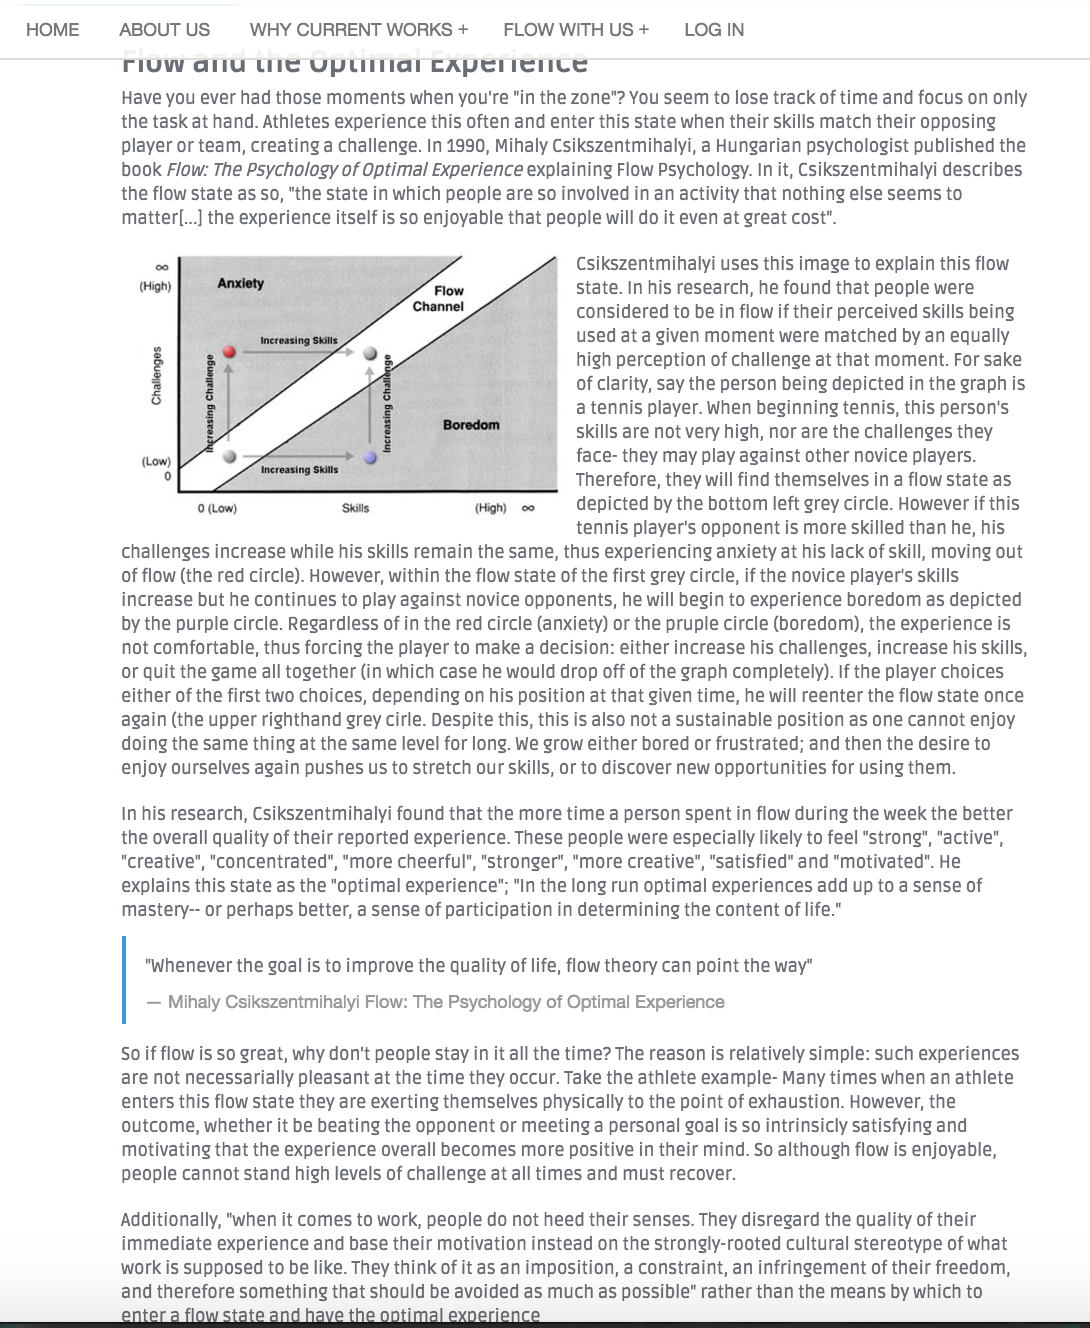 HOME ABOUT US WHY CURRENT WORKS + FLOW WITH US + LOG IN
Flow and the Optimal Experience
Have you ever had those moments when you're "in the zone"? You seem to lose track of time and focus on only
the task at hand. Athletes experience this often and enter this state when their skills match their opposing
player or team, creating a challenge. In 1990, Mihaly Csikszentmihalyi, a Hungarian psychologist published the
book Flow: The Psychology of Optimal Experience explaining Flow Psychology. In it, Csikszentmihalyi describes
the flow state as so, "the state in which people are so involved in an activity that nothing else seems to
matter[...] the experience itself is so enjoyable that people will do it even at great cost".
∞
(High)
Challenges
(Low)
0
Anxiety
Flow
Channel
Increasing Skills
Increasing Challenge
Increasing Challenge
Boredom
Increasing Skills
0 (Low) Skills (High) ∞
Csikszentmihalyi uses this image to explain this flow
state. In his research, he found that people were
considered to be in flow if their perceived skills being
used at a given moment were matched by an equally
high perception of challenge at that moment. For sake
of clarity, say the person being depicted in the graph is
a tennis player. When beginning tennis, this person's
skills are not very high, nor are the challenges they
face- they may play against other novice players.
Therefore, they will find themselves in a flow state as
depicted by the bottom left grey circle. However if this
tennis player's opponent is more skilled than he, his
challenges increase while his skills remain the same, thus experiencing anxiety at his lack of skill, moving out
of flow (the red circle). However, within the flow state of the first grey circle, if the novice player's skills
increase but he continues to play against novice opponents, he will begin to experience boredom as depicted
by the purple circle. Regardless of in the red circle (anxiety) or the pruple circle (boredom), the experience is
not comfortable, thus forcing the player to make a decision: either increase his challenges, increase his skills,
or quit the game all together (in which case he would drop off of the graph completely). If the player choices
either of the first two choices, depending on his position at that given time, he will reenter the flow state once
again (the upper righthand grey cirle. Despite this, this is also not a sustainable position as one cannot enjoy
doing the same thing at the same level for long. We grow either bored or frustrated; and then the desire to
enjoy ourselves again pushes us to stretch our skills, or to discover new opportunities for using them.
In his research, Csikszentmihalyi found that the more time a person spent in flow during the week the better
the overall quality of their reported experience. These people were especially likely to feel "strong", "active",
"creative", "concentrated", "more cheerful", "stronger", "more creative", "satisfied" and "motivated". He
explains this state as the "optimal experience"; "In the long run optimal experiences add up to a sense of
mastery-- or perhaps better, a sense of participation in determining the content of life."
"Whenever the goal is to improve the quality of life, flow theory can point the way"
— Mihaly Csikszentmihalyi Flow: The Psychology of Optimal Experience
So if flow is so great, why don't people stay in it all the time? The reason is relatively simple: such experiences
are not necessarially pleasant at the time they occur. Take the athlete example- Many times when an athlete
enters this flow state they are exerting themselves physically to the point of exhaustion. However, the
outcome, whether it be beating the opponent or meeting a personal goal is so intrinsicly satisfying and
motivating that the experience overall becomes more positive in their mind. So although flow is enjoyable,
people cannot stand high levels of challenge at all times and must recover.
Additionally, "when it comes to work, people do not heed their senses. They disregard the quality of their
immediate experience and base their motivation instead on the strongly-rooted cultural stereotype of what
work is supposed to be like. They think of it as an imposition, a constraint, an infringement of their freedom,
and therefore something that should be avoided as much as possible" rather than the means by which to
enter a flow state and have the optimal experience